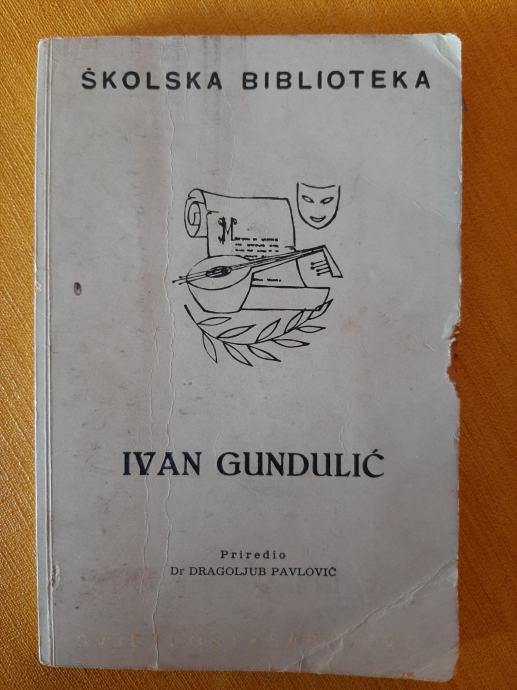 ŠKOLSKA BIBLIOTEKA
M
IVAN GUNDULIĆ
Priredio
Dr DRAGOLJUB PAVLOVIĆ